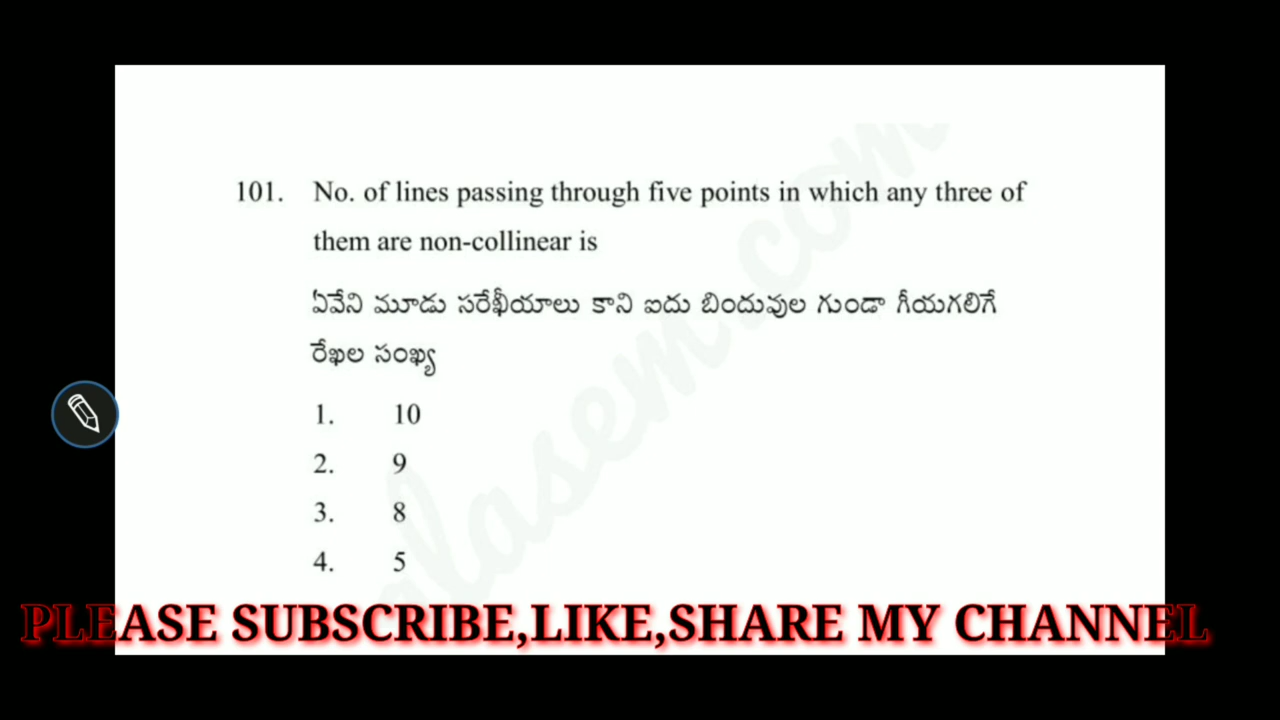 101. No. of lines passing through five points in which any three of
them are non-collinear is
ఏవేని మూడు సరేఖీయాలు కాని ఐదు బిందువుల గుండా గీయగలిగే
రేఖల సంఖ్య
1. 10
2. 9
3. 8
4. 5
PLEASE SUBSCRIBE,LIKE,SHARE MY CHANNEL